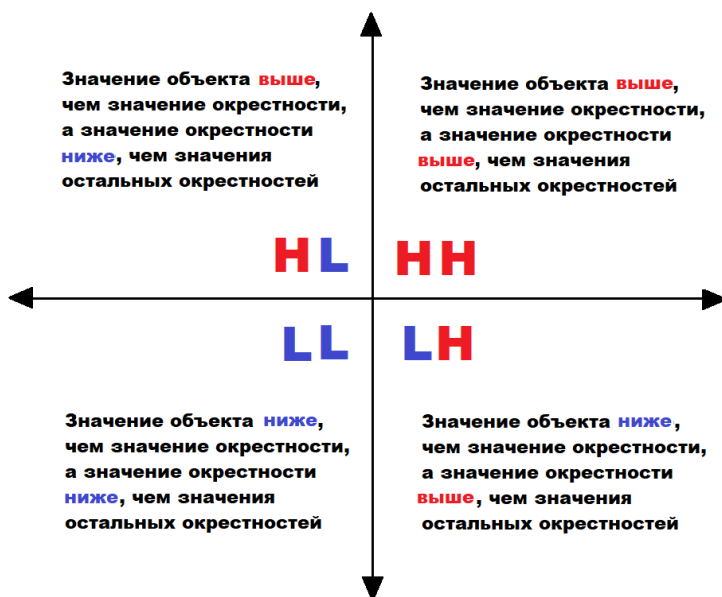 Значение объекта выше,
чем значение окрестности,
а значение окрестности
ниже, чем значения
остальных окрестностей
Значение объекта выше,
чем значение окрестности,
а значение окрестности
выше, чем значения
остальных окрестностей
HL
HH
LL
LH
Значение объекта ниже,
чем значение окрестности,
а значение окрестности
ниже, чем значения
остальных окрестностей
Значение объекта ниже,
чем значение окрестности,
а значение окрестности
выше, чем значения
остальных окрестностей